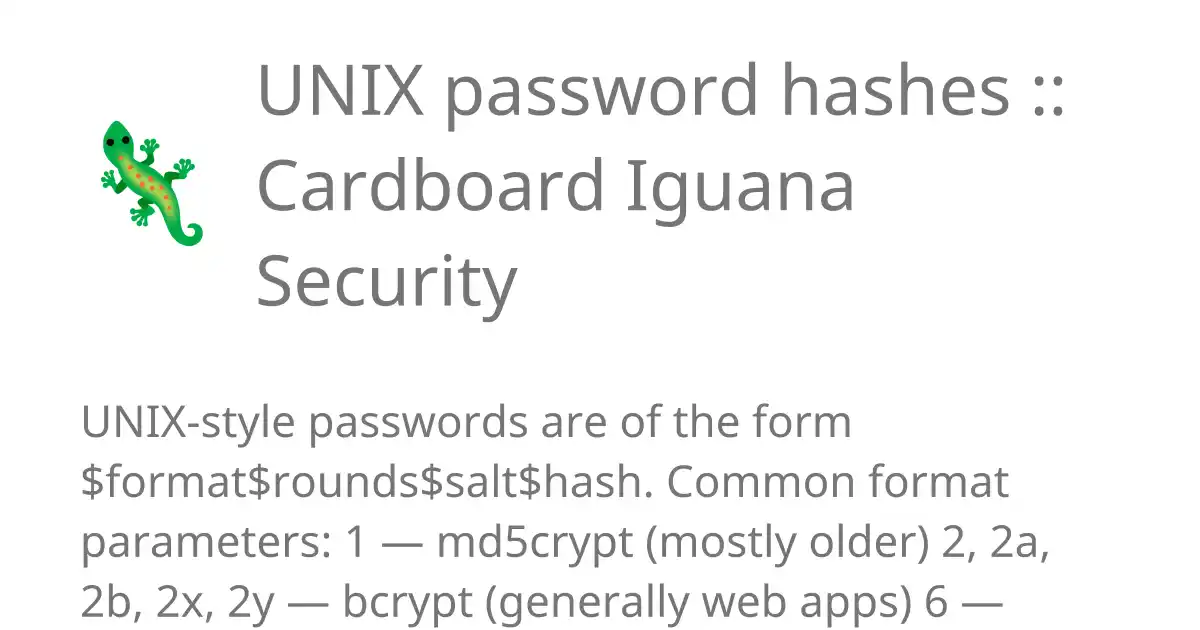 UNIX password hashes ::
Cardboard Iguana
Security
UNIX-style passwords are of the form
$format$rounds$salt$hash. Common format
parameters: 1 — md5crypt (mostly older) 2, 2a,
2b, 2x, 2y — bcrypt (generally web apps) 6 —